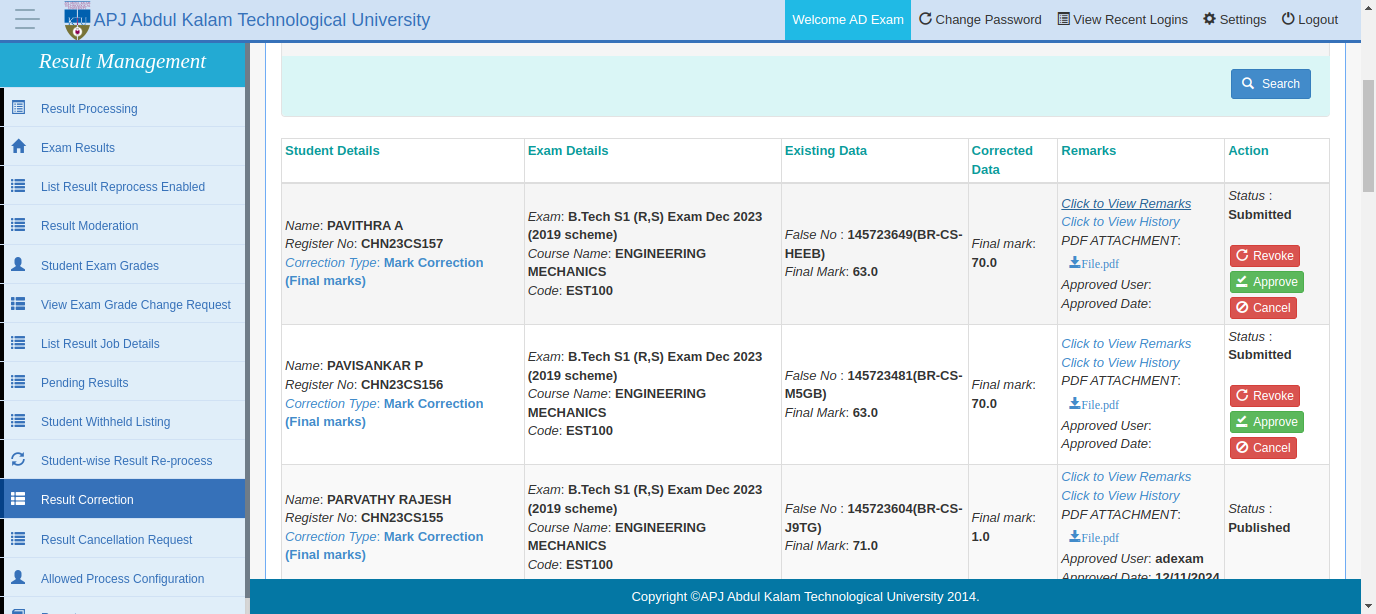 APJ Abdul Kalam Technological University
Welcome AD Exam
Change Password
View Recent Logins
Settings
Logout
Result Management
Result Processing
Exam Results
List Result Reprocess Enabled
Result Moderation
Student Exam Grades
View Exam Grade Change Request
List Result Job Details
Pending Results
Student Withheld Listing
Student-wise Result Re-process
Result Correction
Result Cancellation Request
Allowed Process Configuration
Search
Student Details
Exam Details
Existing Data
Corrected
Data
Remarks
Action
Name: PAVITHRA A
Register No: CHN23CS157
Correction Type: Mark Correction
(Final marks)
Exam: B.Tech S1 (R,S) Exam Dec 2023
(2019 scheme)
Course Name: ENGINEERING
MECHANICS
Code: EST100
False No : 145723649(BR-CS-
HEEB)
Final Mark: 63.0
Final mark:
70.0
Click to View Remarks
Click to View History
PDF ATTACHMENT:
File.pdf
Approved User:
Approved Date:
Status :
Submitted
Revoke
Approve
Cancel
Name: PAVISANKAR P
Register No: CHN23CS156
Correction Type: Mark Correction
(Final marks)
Exam: B.Tech S1 (R,S) Exam Dec 2023
(2019 scheme)
Course Name: ENGINEERING
MECHANICS
Code: EST100
False No : 145723481(BR-CS-
M5GB)
Final Mark: 63.0
Final mark:
70.0
Click to View Remarks
Click to View History
PDF ATTACHMENT:
File.pdf
Approved User:
Approved Date:
Status :
Submitted
Revoke
Approve
Cancel
Name: PARVATHY RAJESH
Register No: CHN23CS155
Correction Type: Mark Correction
(Final marks)
Exam: B.Tech S1 (R,S) Exam Dec 2023
(2019 scheme)
Course Name: ENGINEERING
MECHANICS
Code: EST100
False No : 145723604(BR-CS-
J9TG)
Final Mark: 71.0
Final mark:
1.0
Click to View Remarks
Click to View History
PDF ATTACHMENT:
File.pdf
Approved User: adexam
Approved Date: 12/11/2024
Status :
Published
Copyright ©APJ Abdul Kalam Technological University 2014.